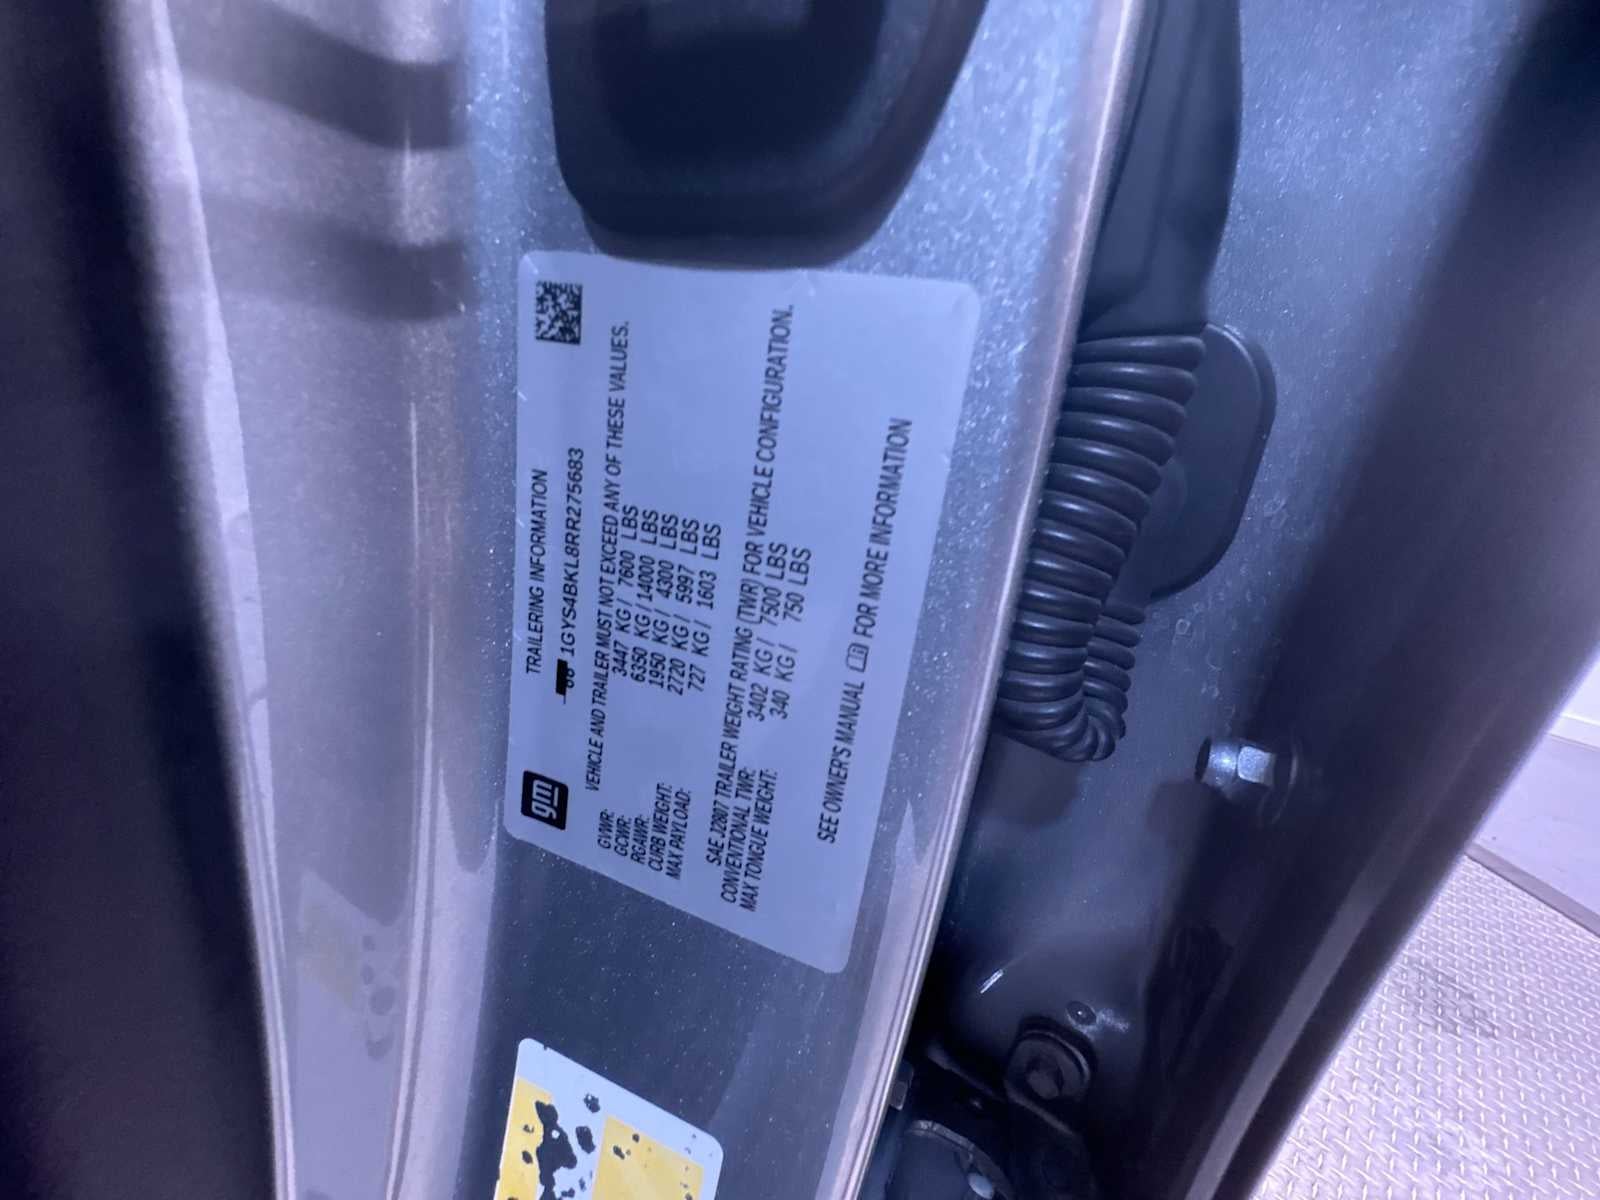 gm
TRAILERING INFORMATION
1GYS4BKL8RR275683
VEHICLE AND TRAILER MUST NOT EXCEED ANY OF THESE VALUES.
GVWR: 3447 KG / 7600 LBS
GCWR: 6350 KG / 14000 LBS
RGAWR: 1950 KG / 4300 LBS
CURB WEIGHT: 2720 KG / 5997 LBS
MAX PAYLOAD: 727 KG / 1603 LBS
SAE J2807 TRAILER WEIGHT RATING (TWR) FOR VEHICLE CONFIGURATION.
CONVENTIONAL TWR: 3402 KG / 7500 LBS
MAX TONGUE WEIGHT: 340 KG / 750 LBS
SEE OWNER'S MANUAL FOR MORE INFORMATION